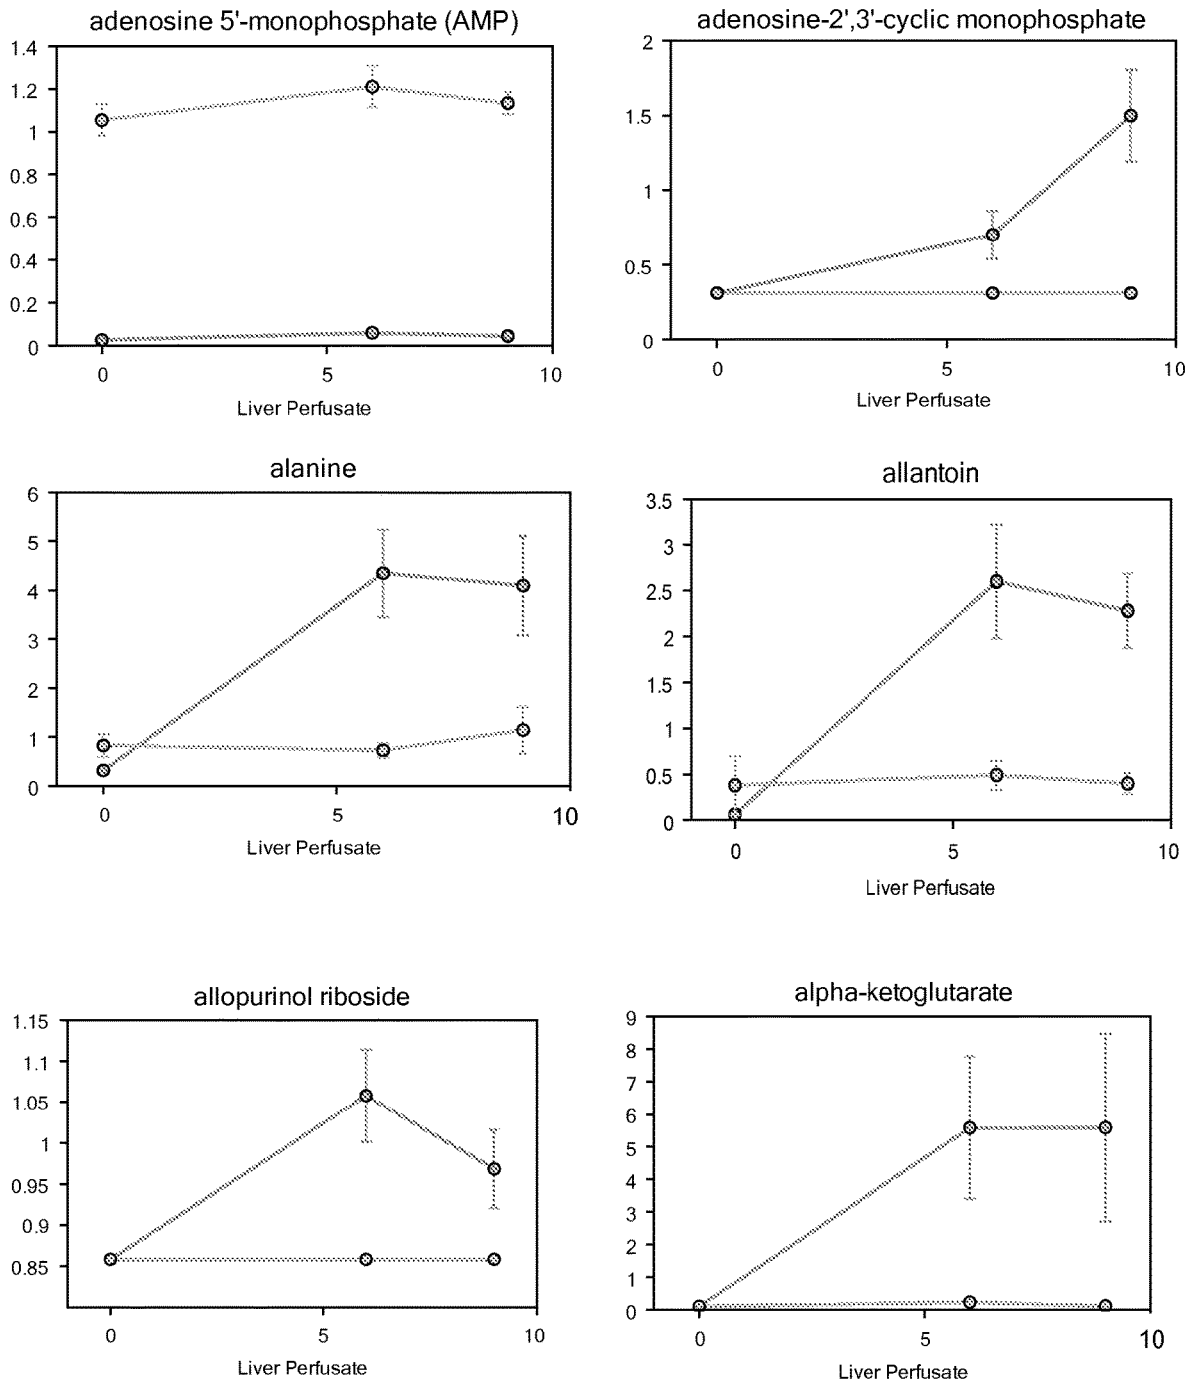 adenosine 5'-monophosphate (AMP)
1.4
1.2
1
0.8
0.6
0.4
0.2
0
0 5 10
Liver Perfusate
adenosine-2',3'-cyclic monophosphate
2
1.5
1
0.5
0
0 5 10
Liver Perfusate
alanine
6
5
4
3
2
1
0
0 5 10
Liver Perfusate
allantoin
3.5
3
2.5
2
1.5
1
0.5
0
0 5 10
Liver Perfusate
allopurinol riboside
1.15
1.1
1.05
1
0.95
0.9
0.85
0 5 10
Liver Perfusate
alpha-ketoglutarate
9
8
7
6
5
4
3
2
1
0
0 5 10
Liver Perfusate